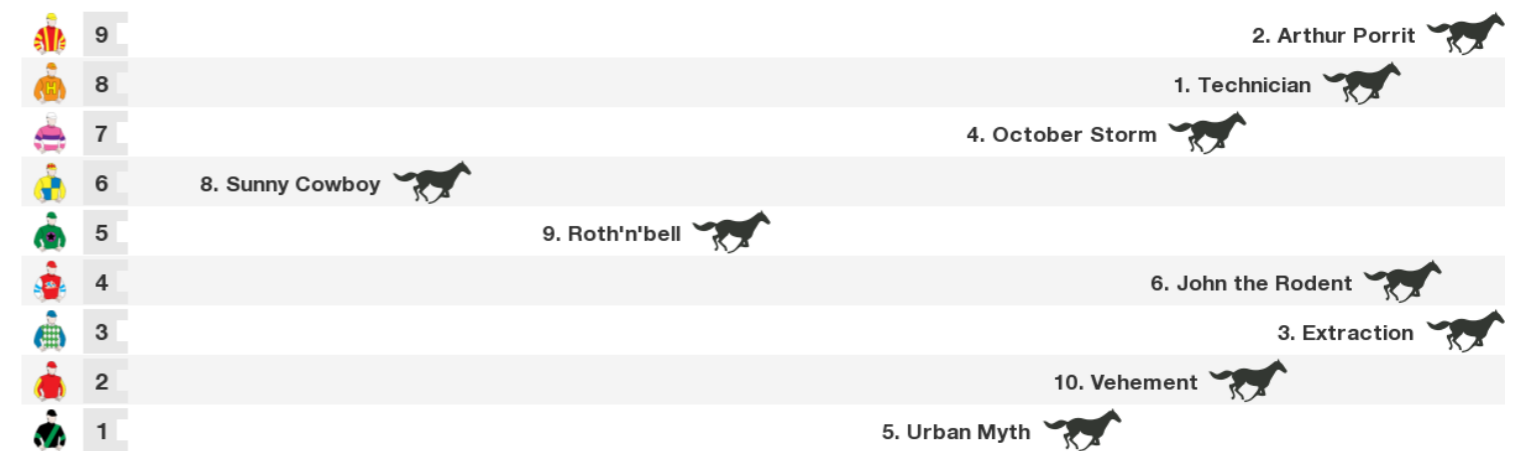 9 2. Arthur Porrit
H 8 1. Technician
7 4. October Storm
6 8. Sunny Cowboy
5 9. Roth'n'bell
4 6. John the Rodent
3 3. Extraction
2 10. Vehement
1 5. Urban Myth